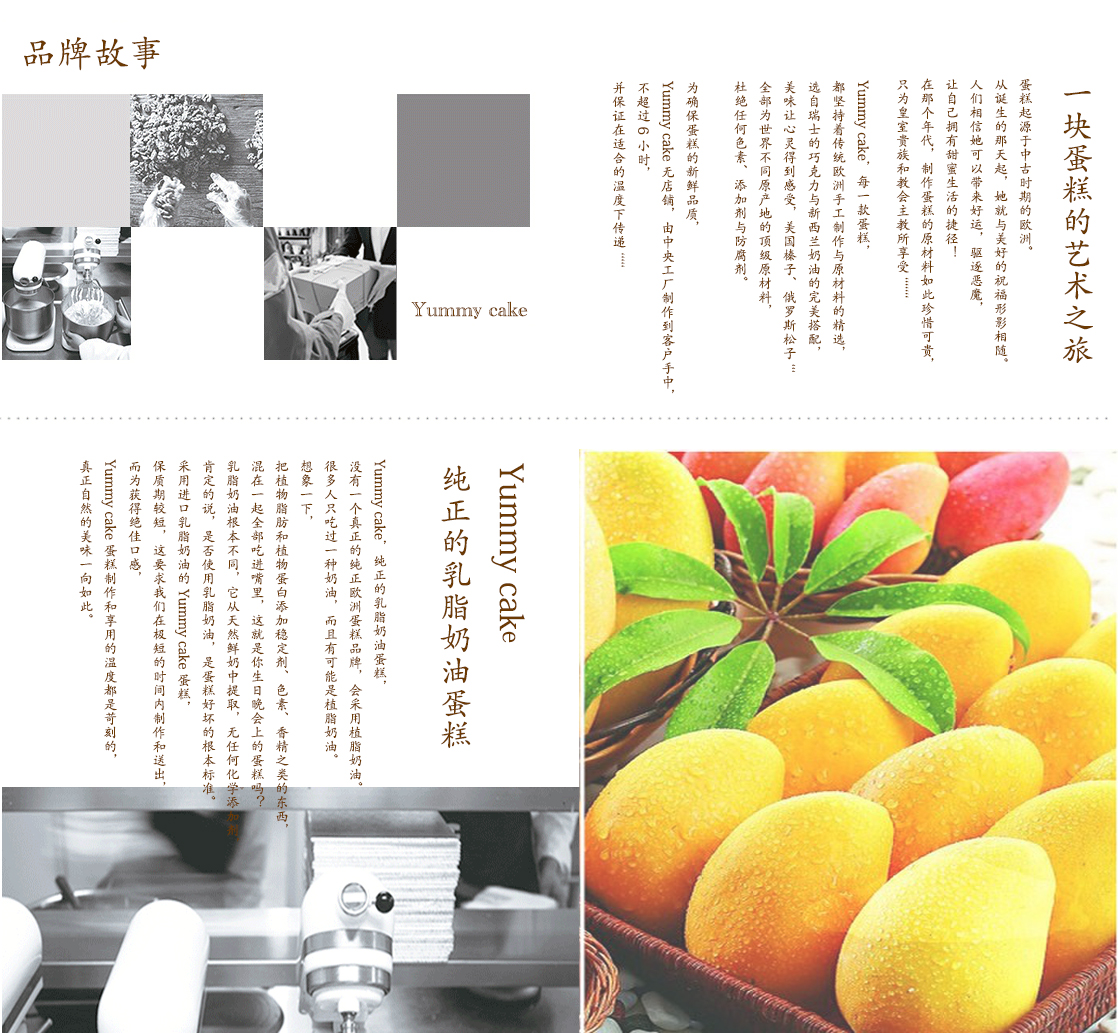 品牌故事
Yummy cake
一块蛋糕的艺术之旅
蛋糕起源于中古时期的欧洲。
从诞生的那天起，她就与美好的祝福形影相随。
人们相信她可以带来好运，驱逐恶魔，
让自己拥有甜蜜生活的捷径！
在那个年代，制作蛋糕的原材料如此珍惜可贵，
只为皇室贵族和教会主教所享受……
Yummy cake，每一款蛋糕，
都坚持着传统欧洲手工制作与原材料的精选，
选自瑞士的巧克力与新西兰奶油的完美搭配，
美味让心灵得到感受，美国榛子、俄罗斯松子…
全部为世界不同原产地的顶级原材料，
杜绝任何色素、添加剂与防腐剂。
为确保蛋糕的新鲜品质，
Yummy cake 无店铺，由中央工厂制作到客户手中，
不超过 6 小时，
并保证在适合的温度下传递……
Yummy cake
纯正的乳脂奶油蛋糕
Yummy cake，纯正的乳脂奶油蛋糕，
没有一个真正的纯正欧洲蛋糕品牌，会采用植脂奶油。
很多人只吃过一种奶油，而且有可能是植脂奶油。
想象一下，
把植物脂肪和植物蛋白添加稳定剂、色素、香精之类的东西，
混在一起全部吃进嘴里，这就是你生日晚会上的蛋糕吗？
乳脂奶油根本不同，它从天然鲜奶中提取，无任何化学添加剂
肯定的说，是否使用乳脂奶油，是蛋糕好坏的根本标准。
采用进口乳脂奶油的 Yummy cake 蛋糕，
保质期较短，这要求我们在极短的时间内制作和送出，
而为获得绝佳口感，
Yummy cake 蛋糕制作和享用的温度都是苛刻的，
真正自然的美味一向如此。